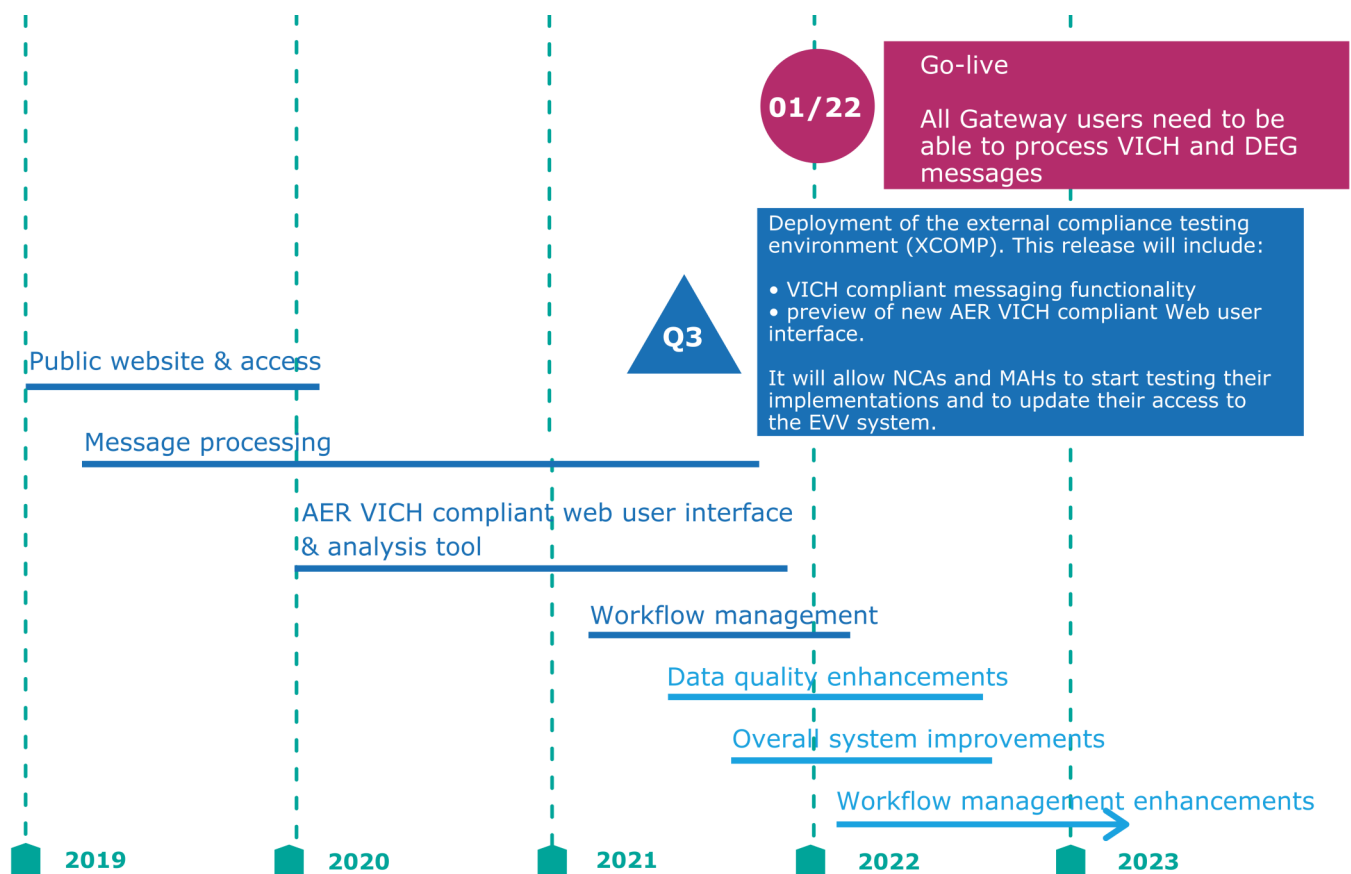 01/22
Go-live
All Gateway users need to be
able to process VICH and DEG
messages
Deployment of the external compliance testing
environment (XCOMP). This release will include:
• VICH compliant messaging functionality
• preview of new AER VICH compliant Web user
interface.
It will allow NCAs and MAHs to start testing their
implementations and to update their access to
the EVV system.
Q3
Public website & access
Message processing
AER VICH compliant web user interface
& analysis tool
Workflow management
Data quality enhancements
Overall system improvements
Workflow management enhancements
2019
2020
2021
2022
2023